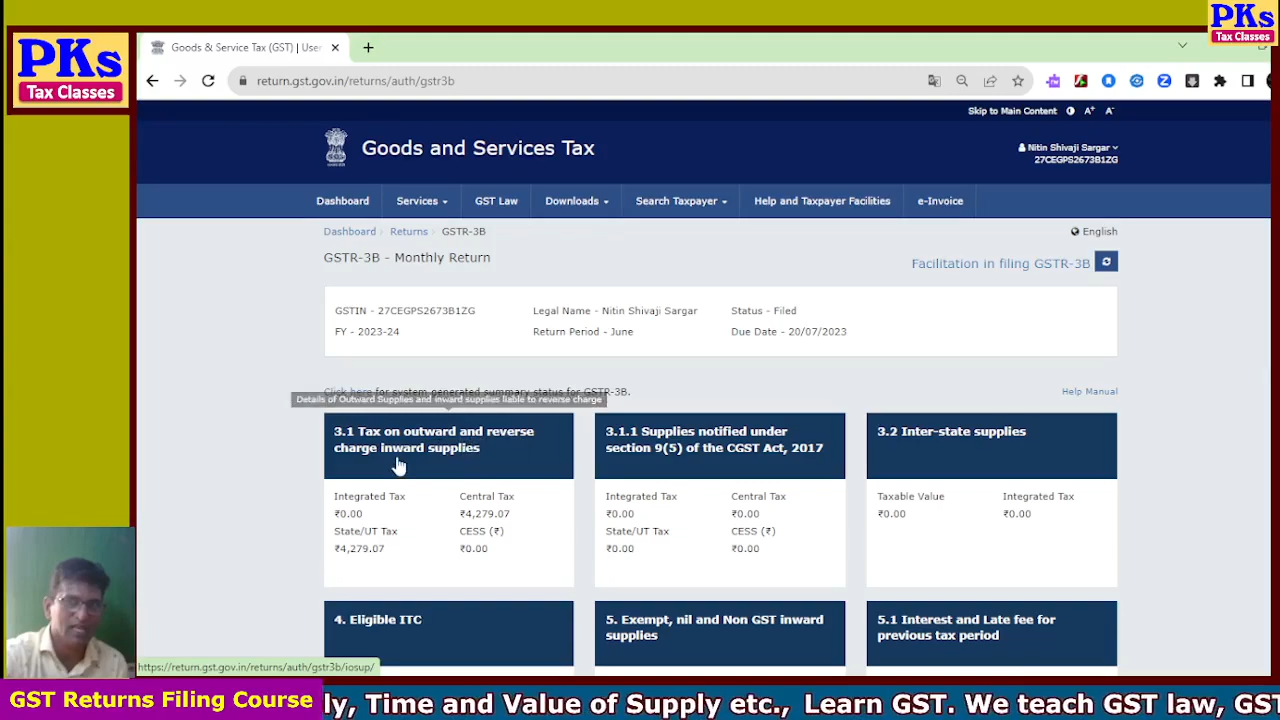 PKs
Tax Classes
PKs
Tax Classes
Goods & Service Tax (GST) | User
return.gst.gov.in/returns/auth/gstr3b
Skip to Main Content A+ A-
Goods and Services Tax
Nitin Shivaji Sargar
27CEGPS2673B1ZG
Dashboard Services GST Law Downloads Search Taxpayer Help and Taxpayer Facilities e-Invoice
Dashboard Returns GSTR-3B English
GSTR-3B - Monthly Return
Facilitation in filing GSTR-3B
GSTIN - 27CEGPS2673B1ZG Legal Name - Nitin Shivaji Sargar Status - Filed
FY - 2023-24 Return Period - June Due Date - 20/07/2023
Click here for system generated summary status for GSTR-3B. Help Manual
Details of Outward Supplies and inward supplies liable to reverse charge
3.1 Tax on outward and reverse
charge inward supplies
Integrated Tax Central Tax
₹0.00 ₹4,279.07
State/UT Tax CESS (₹)
₹4,279.07 ₹0.00
3.1.1 Supplies notified under
section 9(5) of the CGST Act, 2017
Integrated Tax Central Tax
₹0.00 ₹0.00
State/UT Tax CESS (₹)
₹0.00 ₹0.00
3.2 Inter-state supplies
Taxable Value Integrated Tax
₹0.00 ₹0.00
4. Eligible ITC
5. Exempt, nil and Non GST inward
supplies
5.1 Interest and Late fee for
previous tax period
https://return.gst.gov.in/returns/auth/gstr3b/iosup/
GST Returns Filing Course
ly, Time and Value of Supply etc., Learn GST. We teach GST law, GST